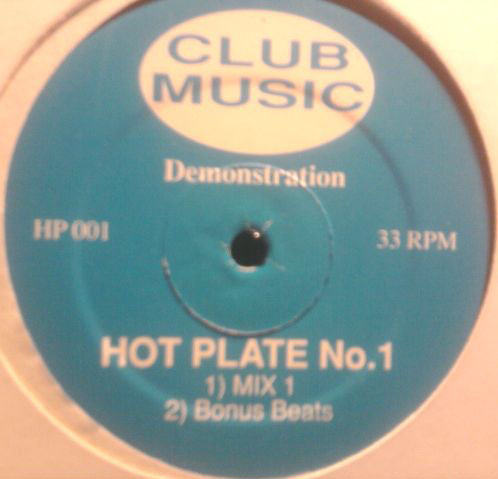 CLUB
MUSIC
Demonstration
HP 001
33 RPM
HOT PLATE No.1
1) MIX 1
2) Bonus Beats